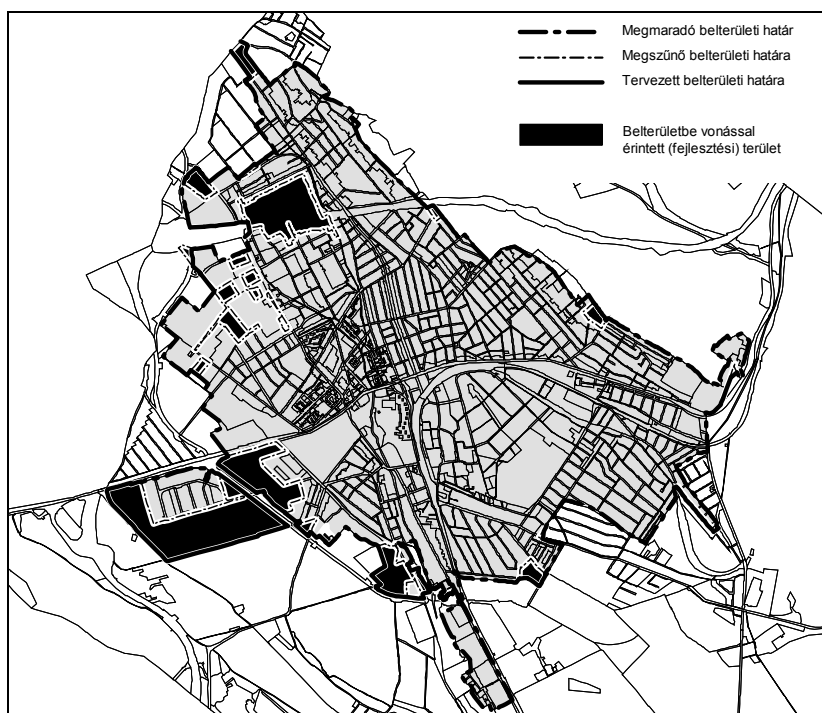 Megmaradó belterületi határ
Megszűnő belterületi határa
Tervezett belterületi határa
Belterületbe vonással
érintett (fejlesztési) terület